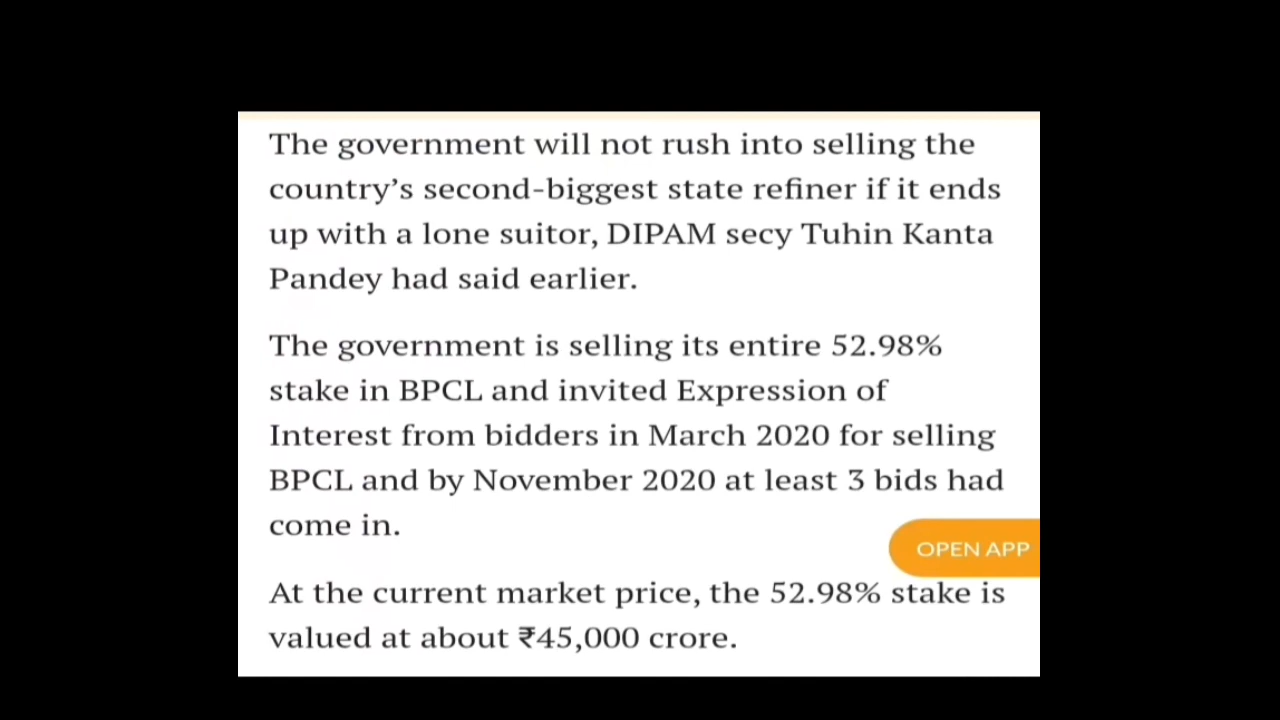 The government will not rush into selling the
country’s second-biggest state refiner if it ends
up with a lone suitor, DIPAM secy Tuhin Kanta
Pandey had said earlier.
The government is selling its entire 52.98%
stake in BPCL and invited Expression of
Interest from bidders in March 2020 for selling
BPCL and by November 2020 at least 3 bids had
come in.
OPEN APP
At the current market price, the 52.98% stake is
valued at about ₹45,000 crore.